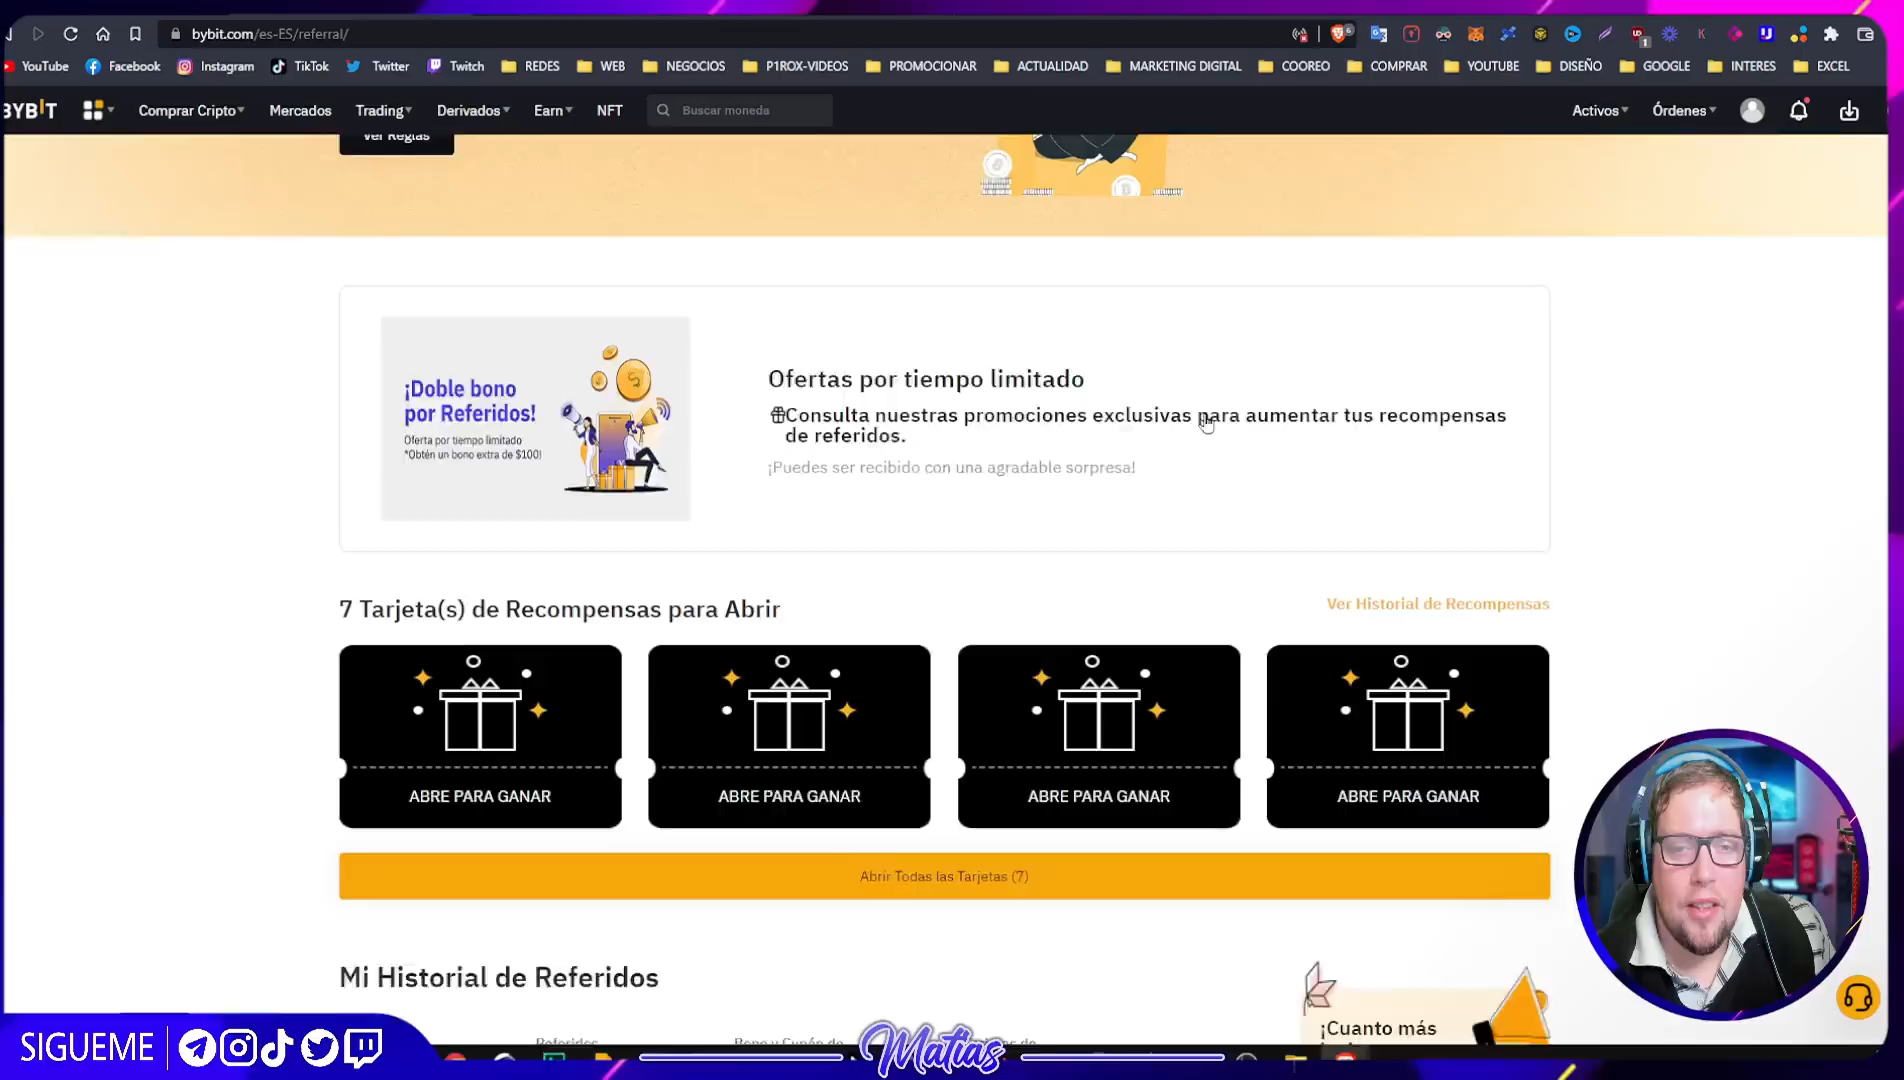 bybit.com/es-ES/referral/
YouTube Facebook Instagram TikTok Twitter Twitch REDES WEB NEGOCIOS P1ROX-VIDEOS PROMOCIONAR ACTUALIDAD MARKETING DIGITAL COOREO COMPRAR YOUTUBE DISEÑO GOOGLE INTERES EXCEL
BYBIT Comprar Cripto Mercados Trading Derivados Earn NFT Buscar moneda Activos Órdenes
Ver Reglas
¡Doble bono
por Referidos!
Oferta por tiempo limitado
*Obtén un bono extra de $100!
Ofertas por tiempo limitado
Consulta nuestras promociones exclusivas para aumentar tus recompensas
de referidos.
¡Puedes ser recibido con una agradable sorpresa!
7 Tarjeta(s) de Recompensas para Abrir
Ver Historial de Recompensas
ABRE PARA GANAR ABRE PARA GANAR ABRE PARA GANAR ABRE PARA GANAR
Abrir Todas las Tarjetas (7)
Mi Historial de Referidos
¡Cuanto más
Referidos
SIGUEME
Matias